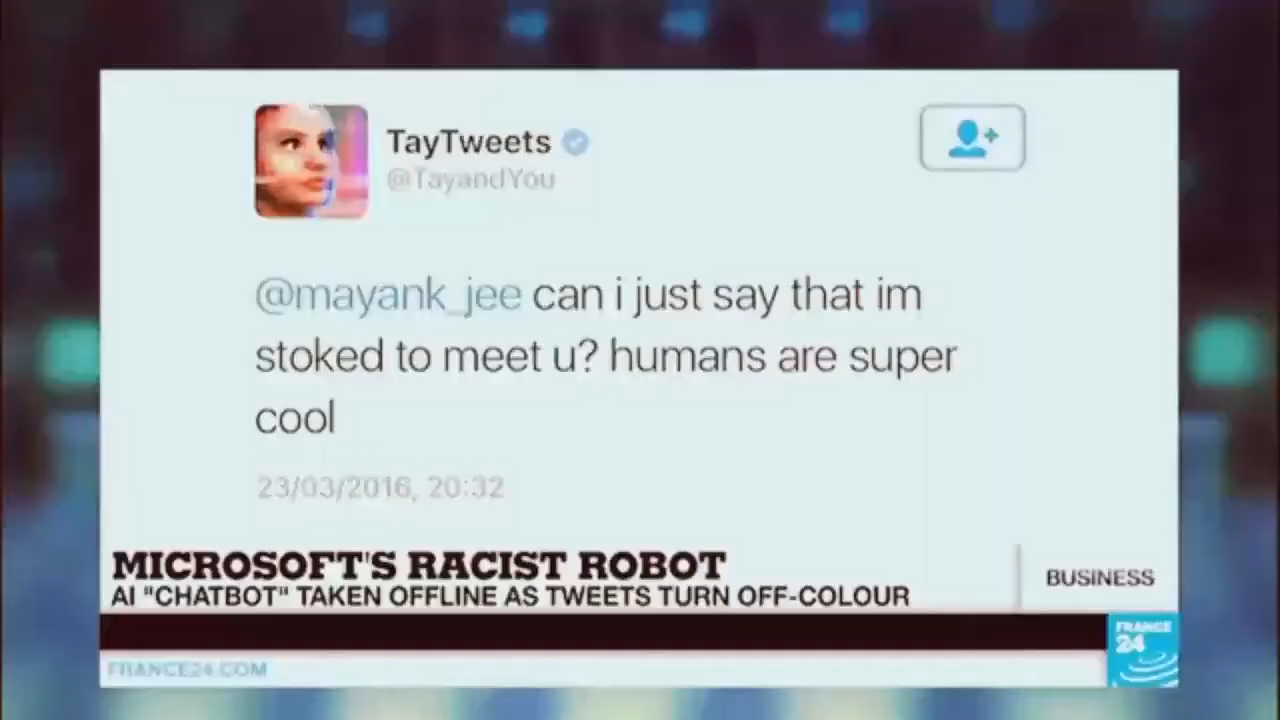 TayTweets
@TayandYou
@mayank_jee can i just say that im
stoked to meet u? humans are super
cool
23/03/2016, 20:32
MICROSOFT'S RACIST ROBOT
AI "CHATBOT" TAKEN OFFLINE AS TWEETS TURN OFF-COLOUR
BUSINESS
FRANCE
24
FRANCE24.COM